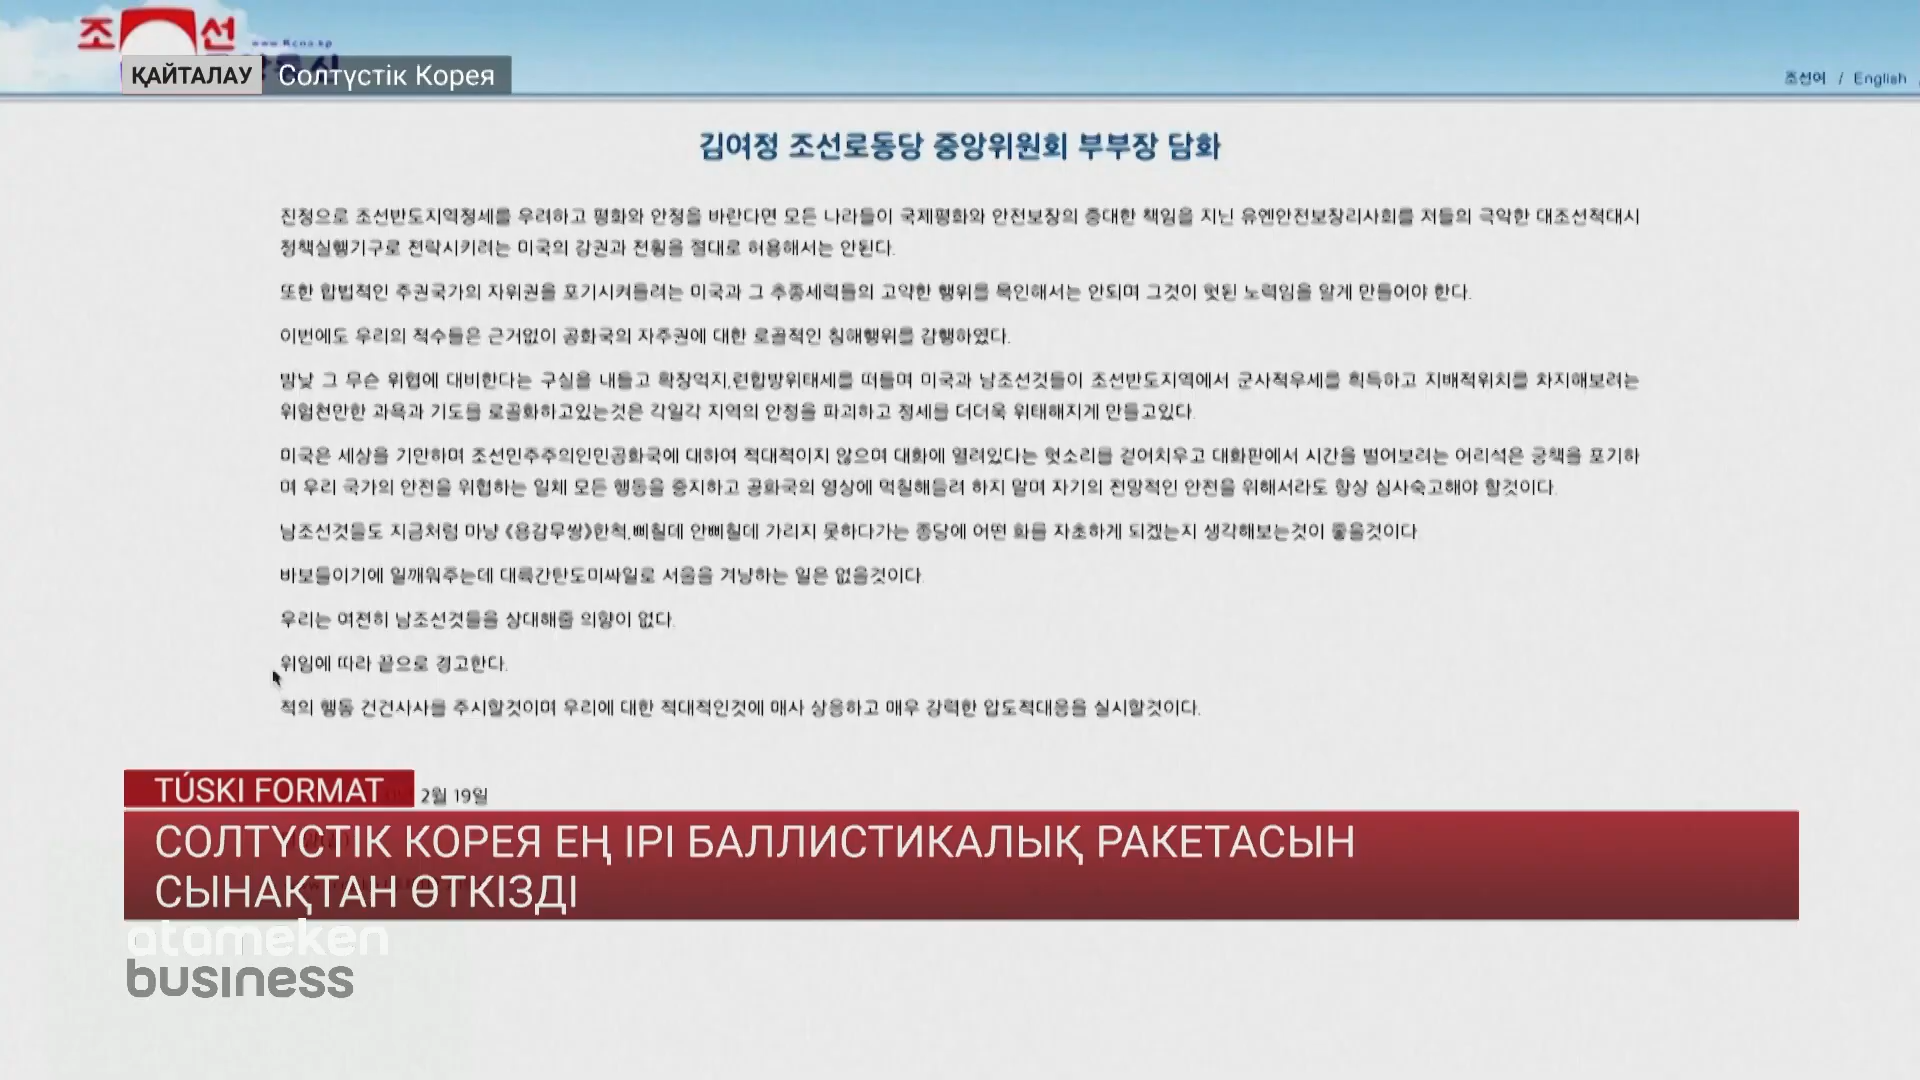 조선
www.kcna.kp
ҚАЙТАЛАУ Солтүстік Корея
조선어 / English
김여정 조선로동당 중앙위원회 부부장 담화
진정으로 조선반도지역정세를 우려하고 평화와 안정을 바란다면 모든 나라들이 국제평화와 안전보장의 중대한 책임을 지닌 유엔안전보장리사회를 저들의 극악한 대조선적대시
정책실행기구로 전락시키려는 미국의 강권과 전횡을 절대로 허용해서는 안된다.
또한 합법적인 주권국가의 자위권을 포기시켜들려는 미국과 그 추종세력들의 고약한 행위를 묵인해서는 안되며 그것이 헛된 노력임을 알게 만들어야 한다.
이번에도 우리의 적수들은 근거없이 공화국의 자주권에 대한 로골적인 침해행위를 감행하였다.
밤낮 그 무슨 위협에 대비한다는 구실을 내들고 확장억지,련합방위태세를 떠들며 미국과 남조선것들이 조선반도지역에서 군사적우세를 획득하고 지배적위치를 차지해보려는
위험천만한 과욕과 기도를 로골화하고있는것은 각일각 지역의 안정을 파괴하고 정세를 더더욱 위태해지게 만들고있다.
미국은 세상을 기만하며 조선민주주의인민공화국에 대하여 적대적이지 않으며 대화에 열려있다는 헛소리를 걷어치우고 대화판에서 시간을 벌어보려는 어리석은 궁책을 포기하
며 우리 국가의 안전을 위협하는 일체 모든 행동을 중지하고 공화국의 영상에 먹칠해들려 하지 말며 자기의 전망적인 안전을 위해서라도 항상 심사숙고해야 할것이다.
남조선것들도 지금처럼 마냥 《용감무쌍》한척,삐칠데 안삐칠데 가리지 못하다가는 종당에 어떤 화를 자초하게 되겠는지 생각해보는것이 좋을것이다.
바보들이기에 일깨워주는데 대륙간탄도미싸일로 서울을 겨냥하는 일은 없을것이다.
우리는 여전히 남조선것들을 상대해줄 의향이 없다.
위임에 따라 끝으로 경고한다.
적의 행동 건건사사를 주시할것이며 우리에 대한 적대적인것에 매사 상응하고 매우 강력한 압도적대응을 실시할것이다.
TÚSKI FORMAT 2월 19일
СОЛТҮСТІК КОРЕЯ ЕҢ ІРІ БАЛЛИСТИКАЛЫҚ РАКЕТАСЫН
СЫНАҚТАН ӨТКІЗДІ
atameken
business